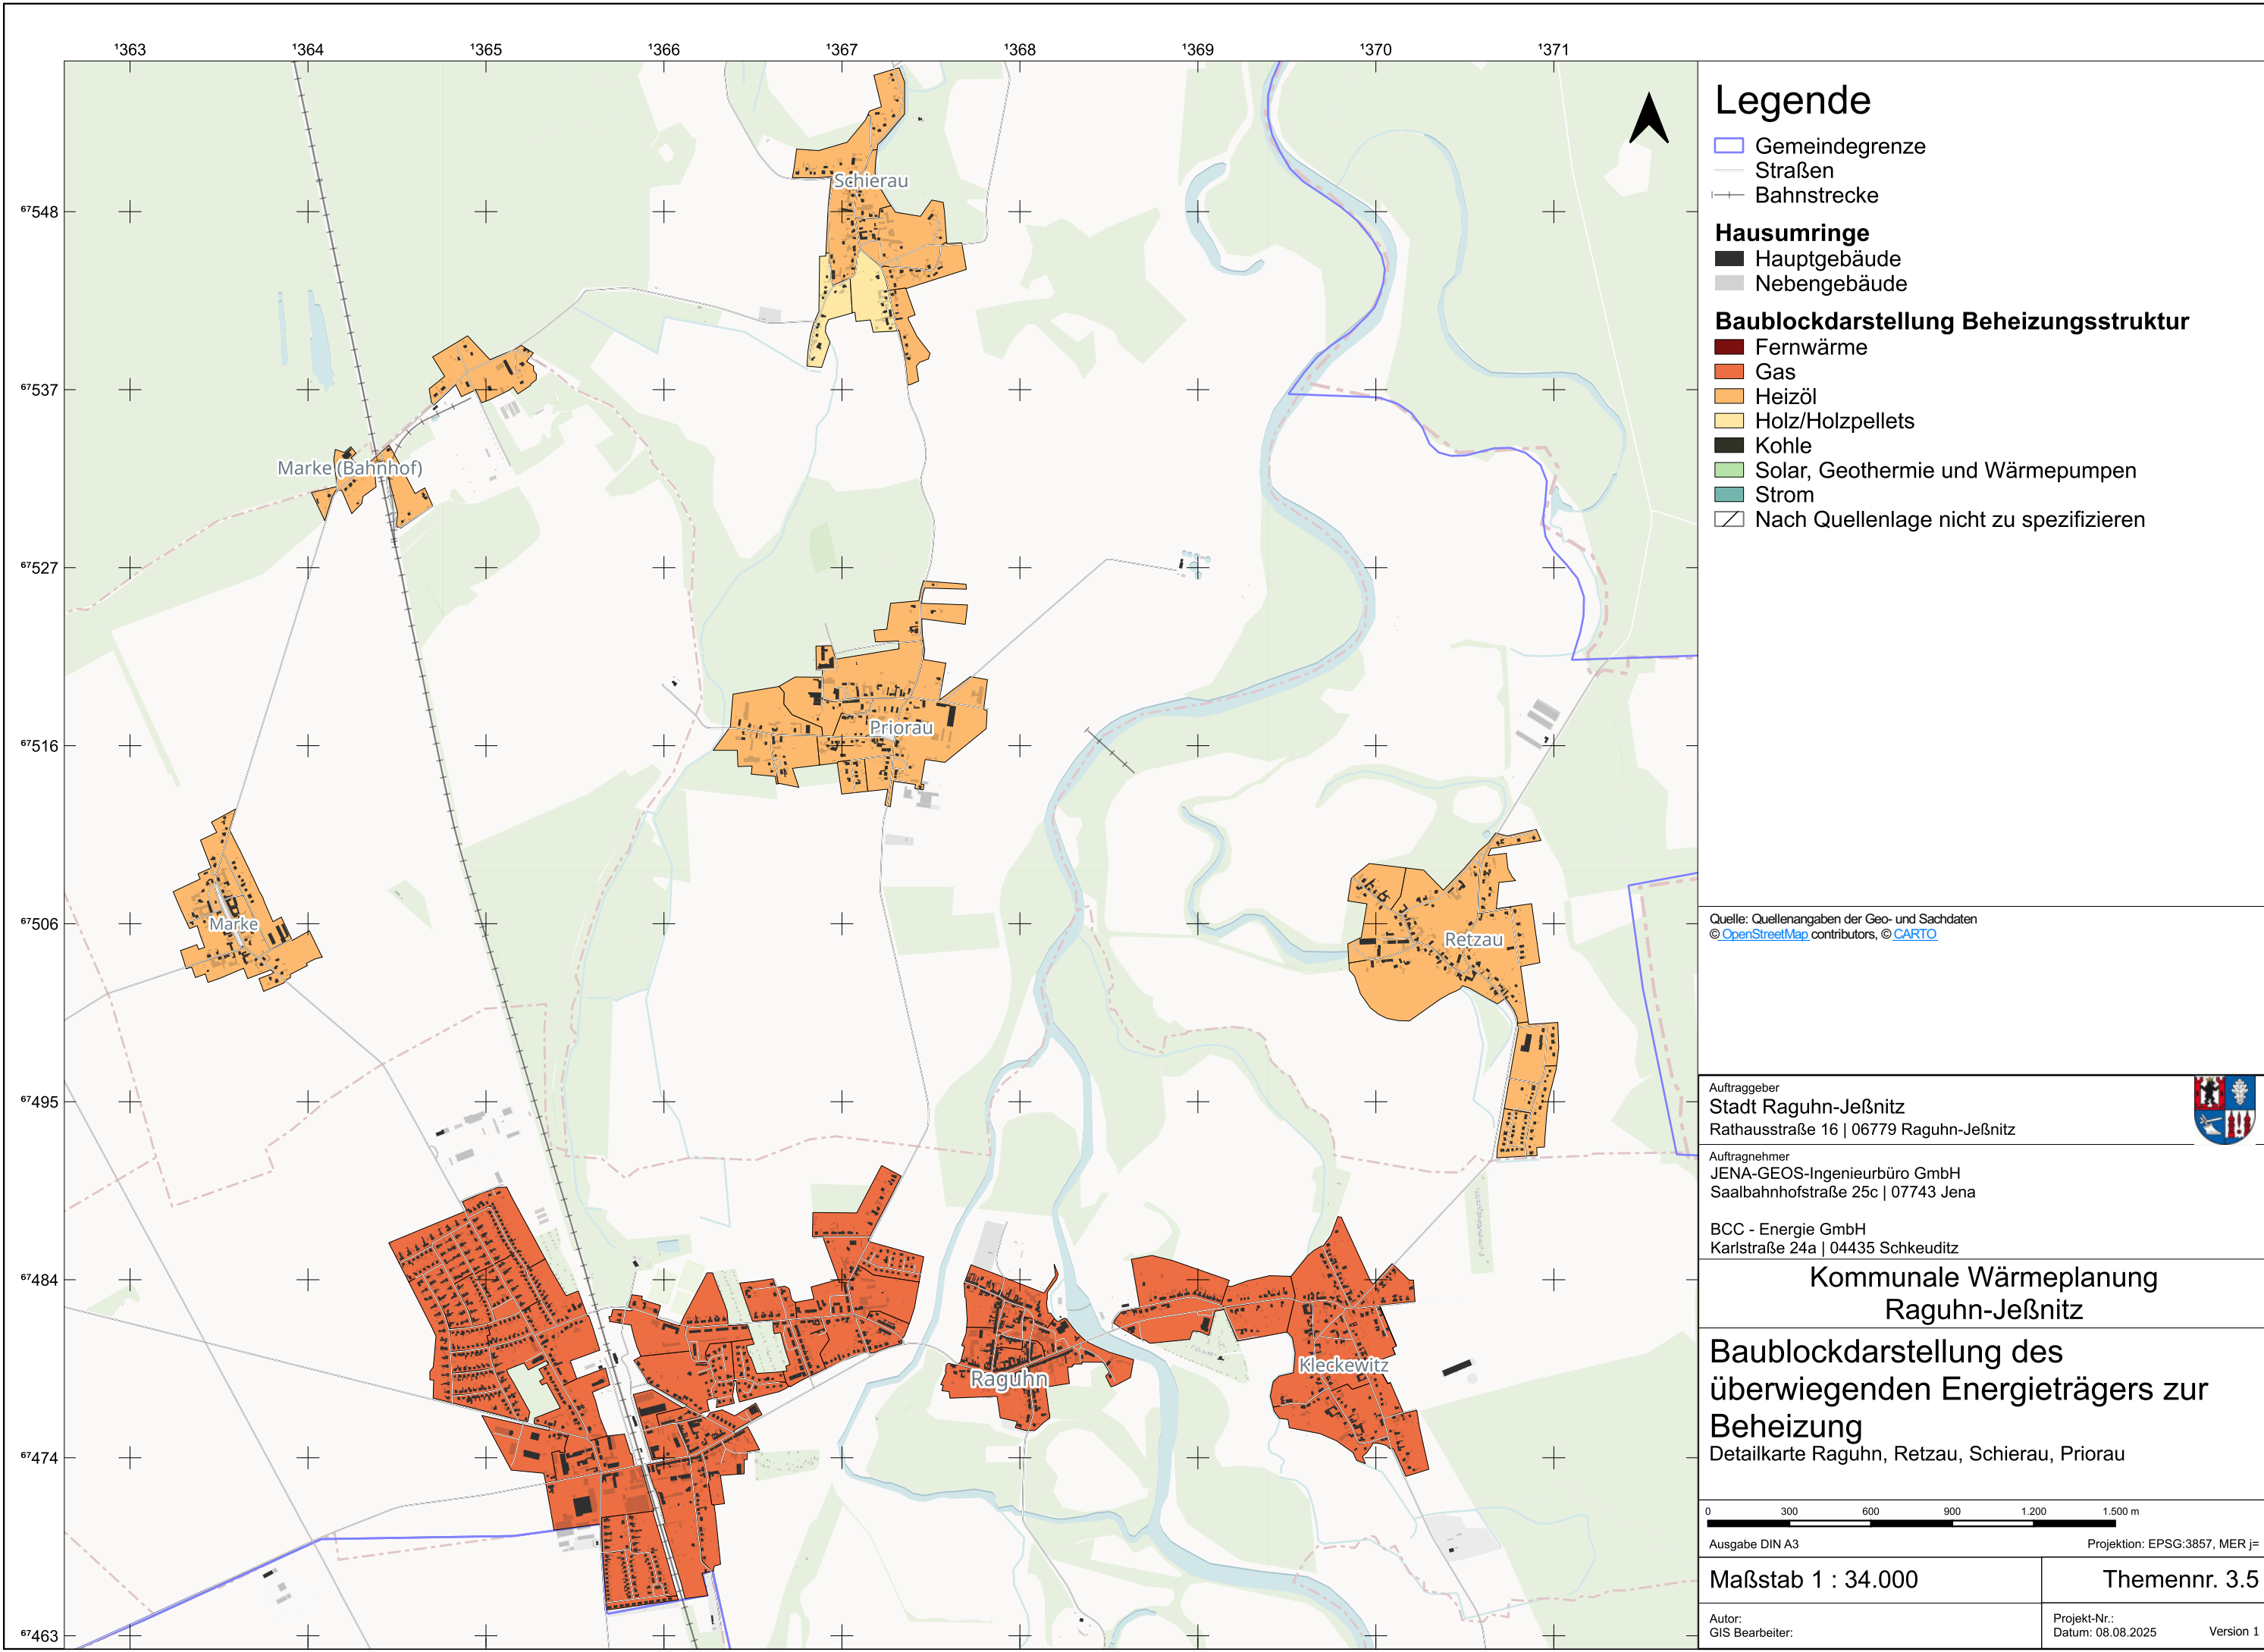 ¹363 ¹364 ¹365 ¹366 ¹367 ¹368 ¹369 ¹370 ¹371
⁶⁷548
⁶⁷537
⁶⁷527
⁶⁷516
⁶⁷506
⁶⁷495
⁶⁷484
⁶⁷474
⁶⁷463
Schierau
Marke (Bahnhof)
Priorau
Marke
Retzau
Kleckewitz
Raguhn
Legende
Gemeindegrenze
Straßen
Bahnstrecke
Hausumringe
Hauptgebäude
Nebengebäude
Baublockdarstellung Beheizungsstruktur
Fernwärme
Gas
Heizöl
Holz/Holzpellets
Kohle
Solar, Geothermie und Wärmepumpen
Strom
Nach Quellenlage nicht zu spezifizieren
Quelle: Quellenangaben der Geo- und Sachdaten
© OpenStreetMap contributors, © CARTO
Auftraggeber
Stadt Raguhn-Jeßnitz
Rathausstraße 16 | 06779 Raguhn-Jeßnitz
Auftragnehmer
JENA-GEOS-Ingenieurbüro GmbH
Saalbahnhofstraße 25c | 07743 Jena
BCC - Energie GmbH
Karlstraße 24a | 04435 Schkeuditz
Kommunale Wärmeplanung
Raguhn-Jeßnitz
Baublockdarstellung des
überwiegenden Energieträgers zur
Beheizung
Detailkarte Raguhn, Retzau, Schierau, Priorau
0 300 600 900 1.200 1.500 m
Ausgabe DIN A3 Projektion: EPSG:3857, MER j=
Maßstab 1 : 34.000 Themennr. 3.5
Autor:
GIS Bearbeiter:
Projekt-Nr.:
Datum: 08.08.2025 Version 1